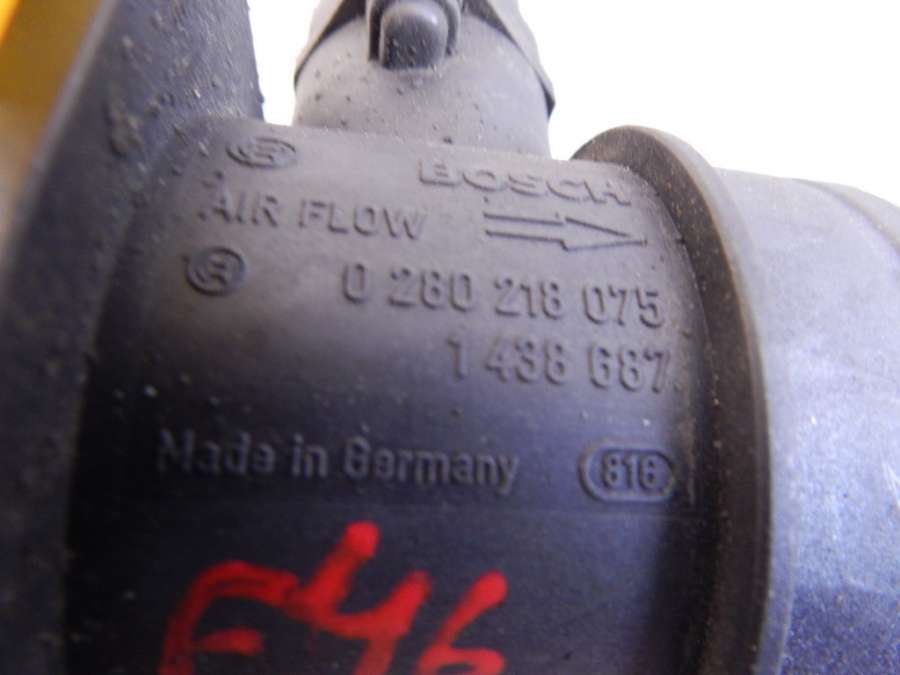 BOSCH
AIR FLOW
0 280 218 075
1 438 687
Made in Germany 816
E46